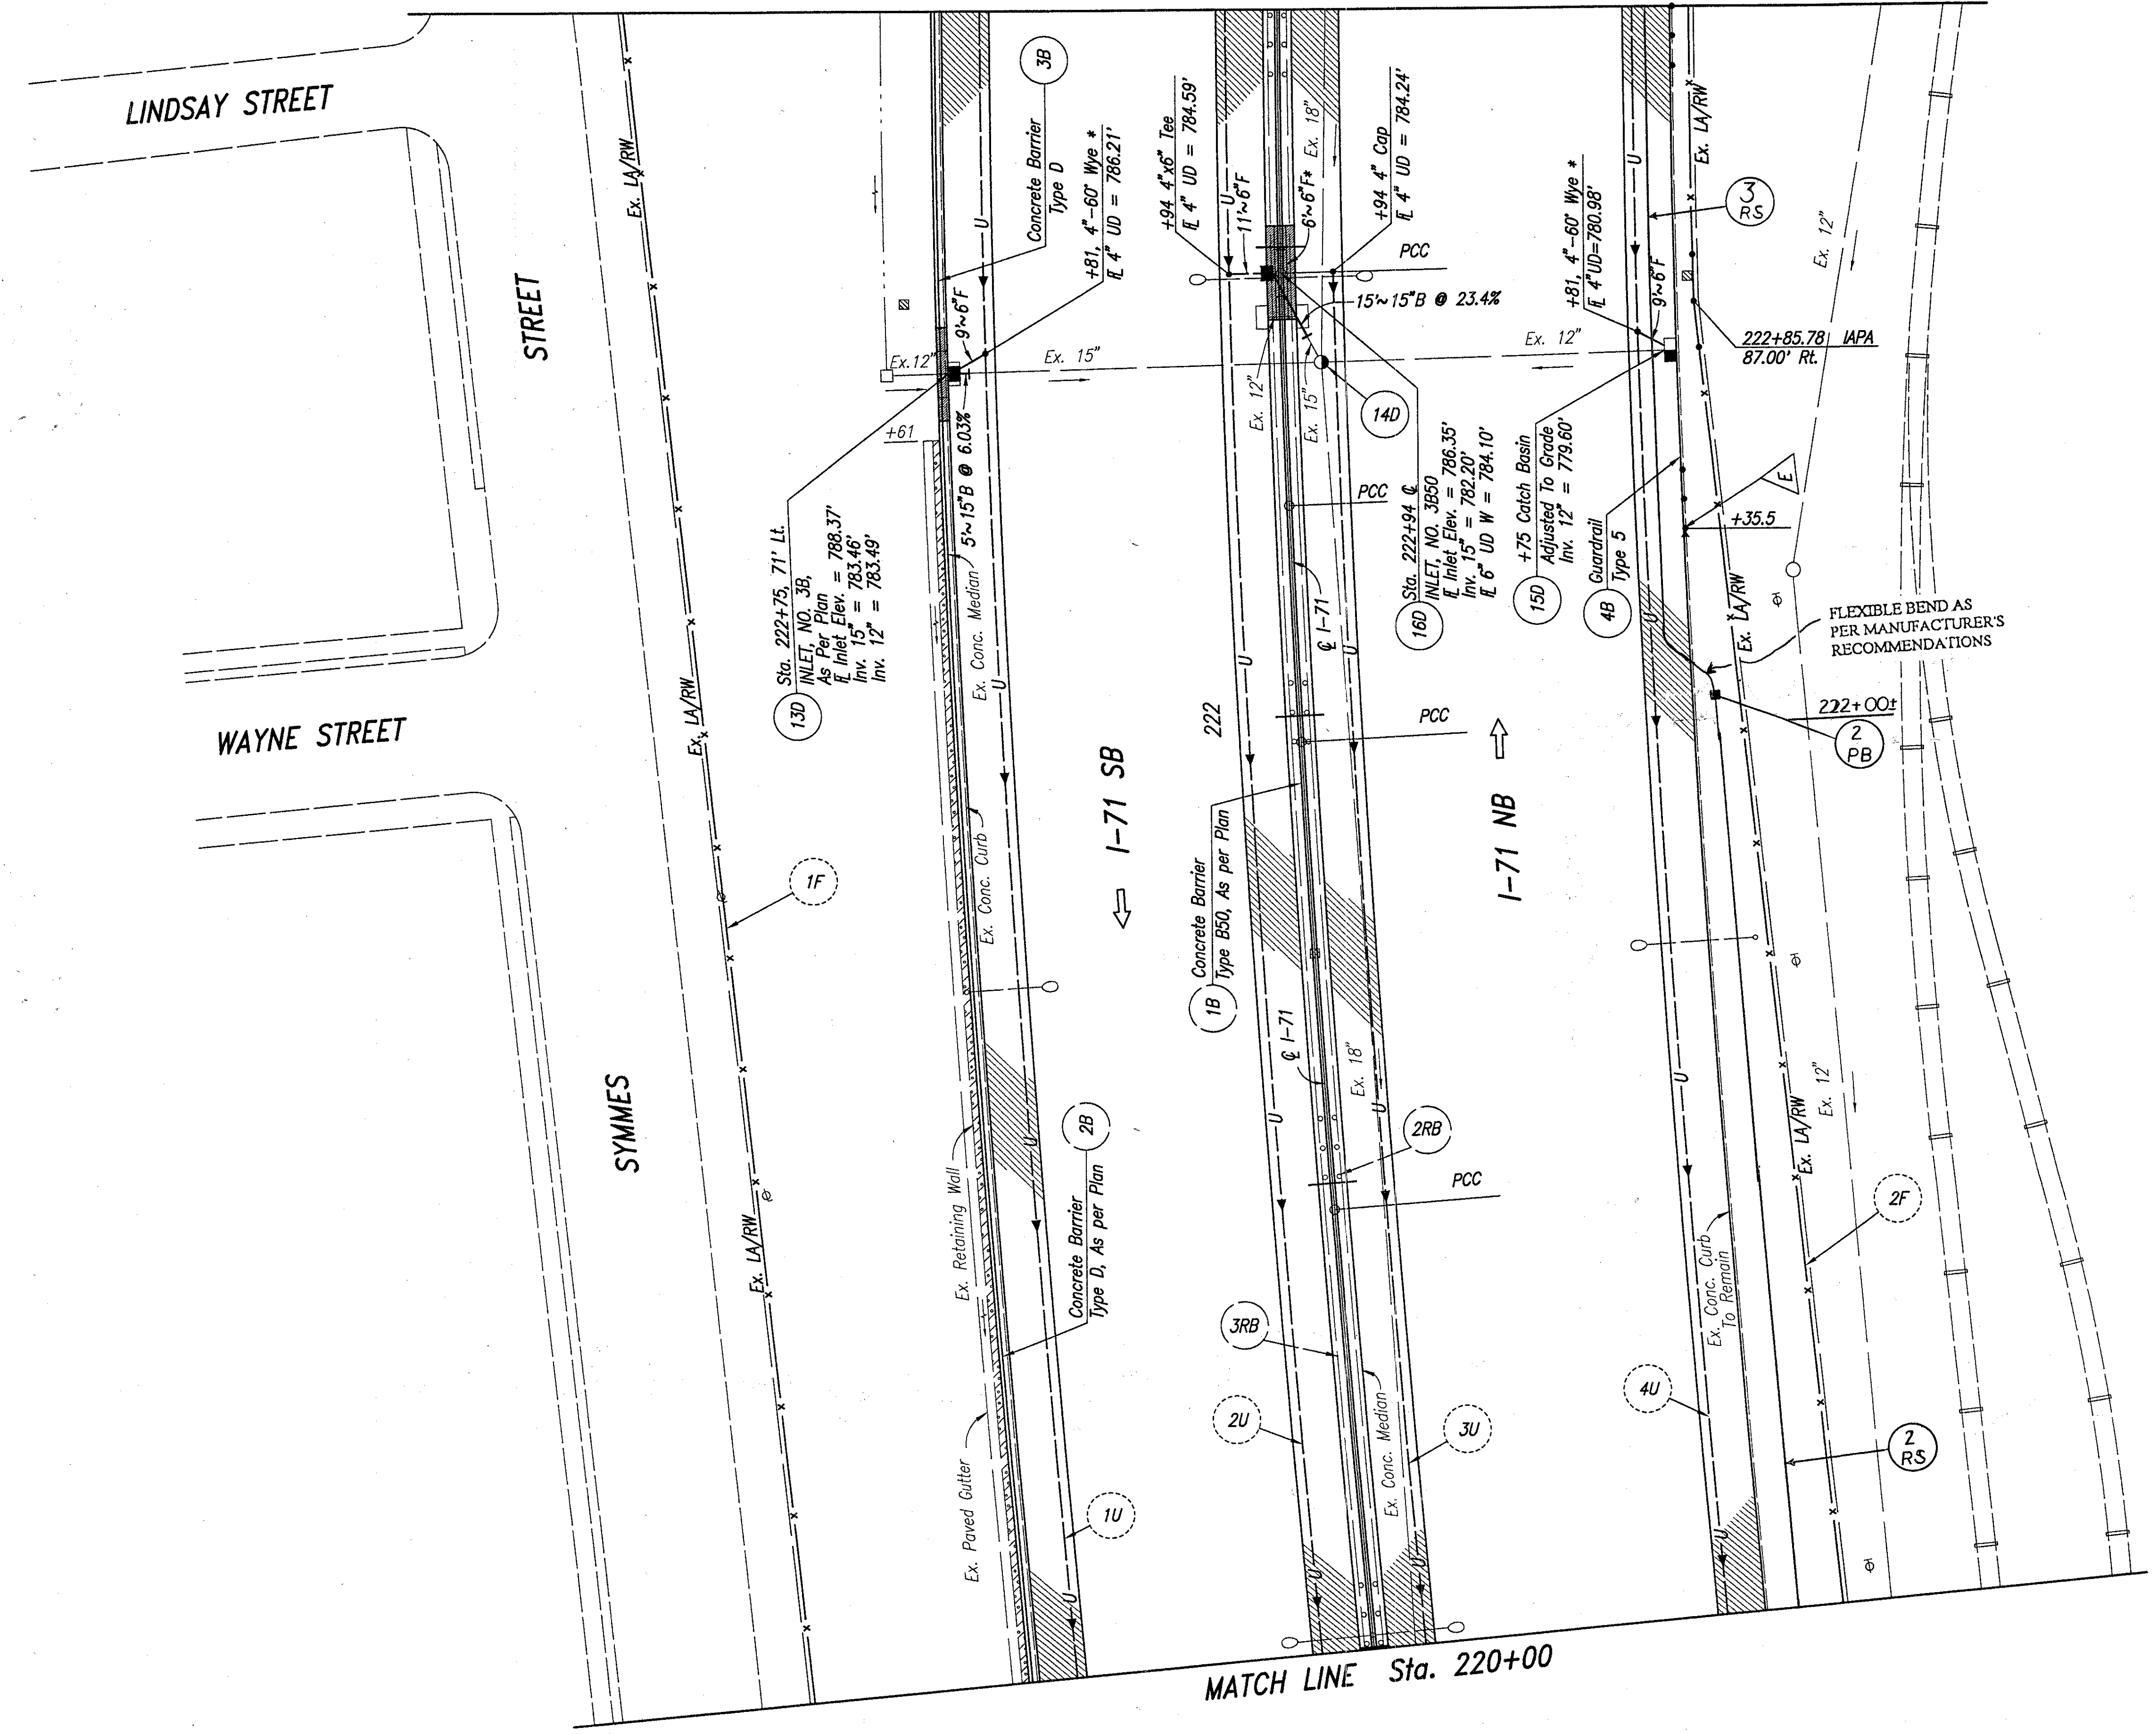 LINDSAY STREET
STREET
WAYNE STREET
SYMMES
Ex. LA/RW
Ex. LA/RW
Ex. LA/RW
1F
Ex. 12"
+61
3B
Concrete Barrier
Type D
+81, 4"-60° Wye *
FL 4" UD = 786.21'
9'~6"F
U
Ex. 15"
5'~15"B @ 6.03%
13D
Sta. 222+75, 71' Lt.
INLET, NO. 3B,
As Per Plan
FL Inlet Elev. = 788.37'
Inv. 15" = 783.46'
Inv. 12" = 783.49'
Ex. Conc. Median
U
Ex. Conc. Curb
I-71 SB
Ex. Retaining Wall
U
2B
Concrete Barrier
Type D, As per Plan
Ex. Paved Gutter
1U
U
+94 4"x6" Tee
FL 4" UD = 784.59'
U
11'~6"F
6'~6"F*
Ex. 18"
+94 4" Cap
FL 4" UD = 784.24'
PCC
15'~15"B @ 23.4%
Ex. 12"
Ex. 15"
14D
PCC
16D
Sta. 222+94 CL
INLET, NO. 3B50
FL Inlet Elev. = 786.35'
Inv. 15" = 782.20'
FL 6" UD W = 784.10'
CL I-71
U
U
222
PCC
I-71 NB
1B
Concrete Barrier
Type B50, As per Plan
CL I-71
Ex. 18"
U
U
2RB
PCC
3RB
2U
Ex. Conc. Median
3U
U
U
U
Ex. LA/RW
+81, 4"-60° Wye *
FL 4"UD=780.98'
9'~6"F
3
RS
Ex. 12"
Ex. 12"
222+85.78 IAPA
87.00' Rt.
15D
+75 Catch Basin
Adjusted To Grade
Inv. 12" = 779.60'
4B
Guardrail
Type 5
E
+35.5
U
Ex. LA/RW
FLEXIBLE BEND AS
PER MANUFACTURER'S
RECOMMENDATIONS
222+00±
2
PB
U
Ex. LA/RW
Ex. 12"
2F
Ex. Conc. Curb
To Remain
4U
2
RS
U
MATCH LINE Sta. 220+00